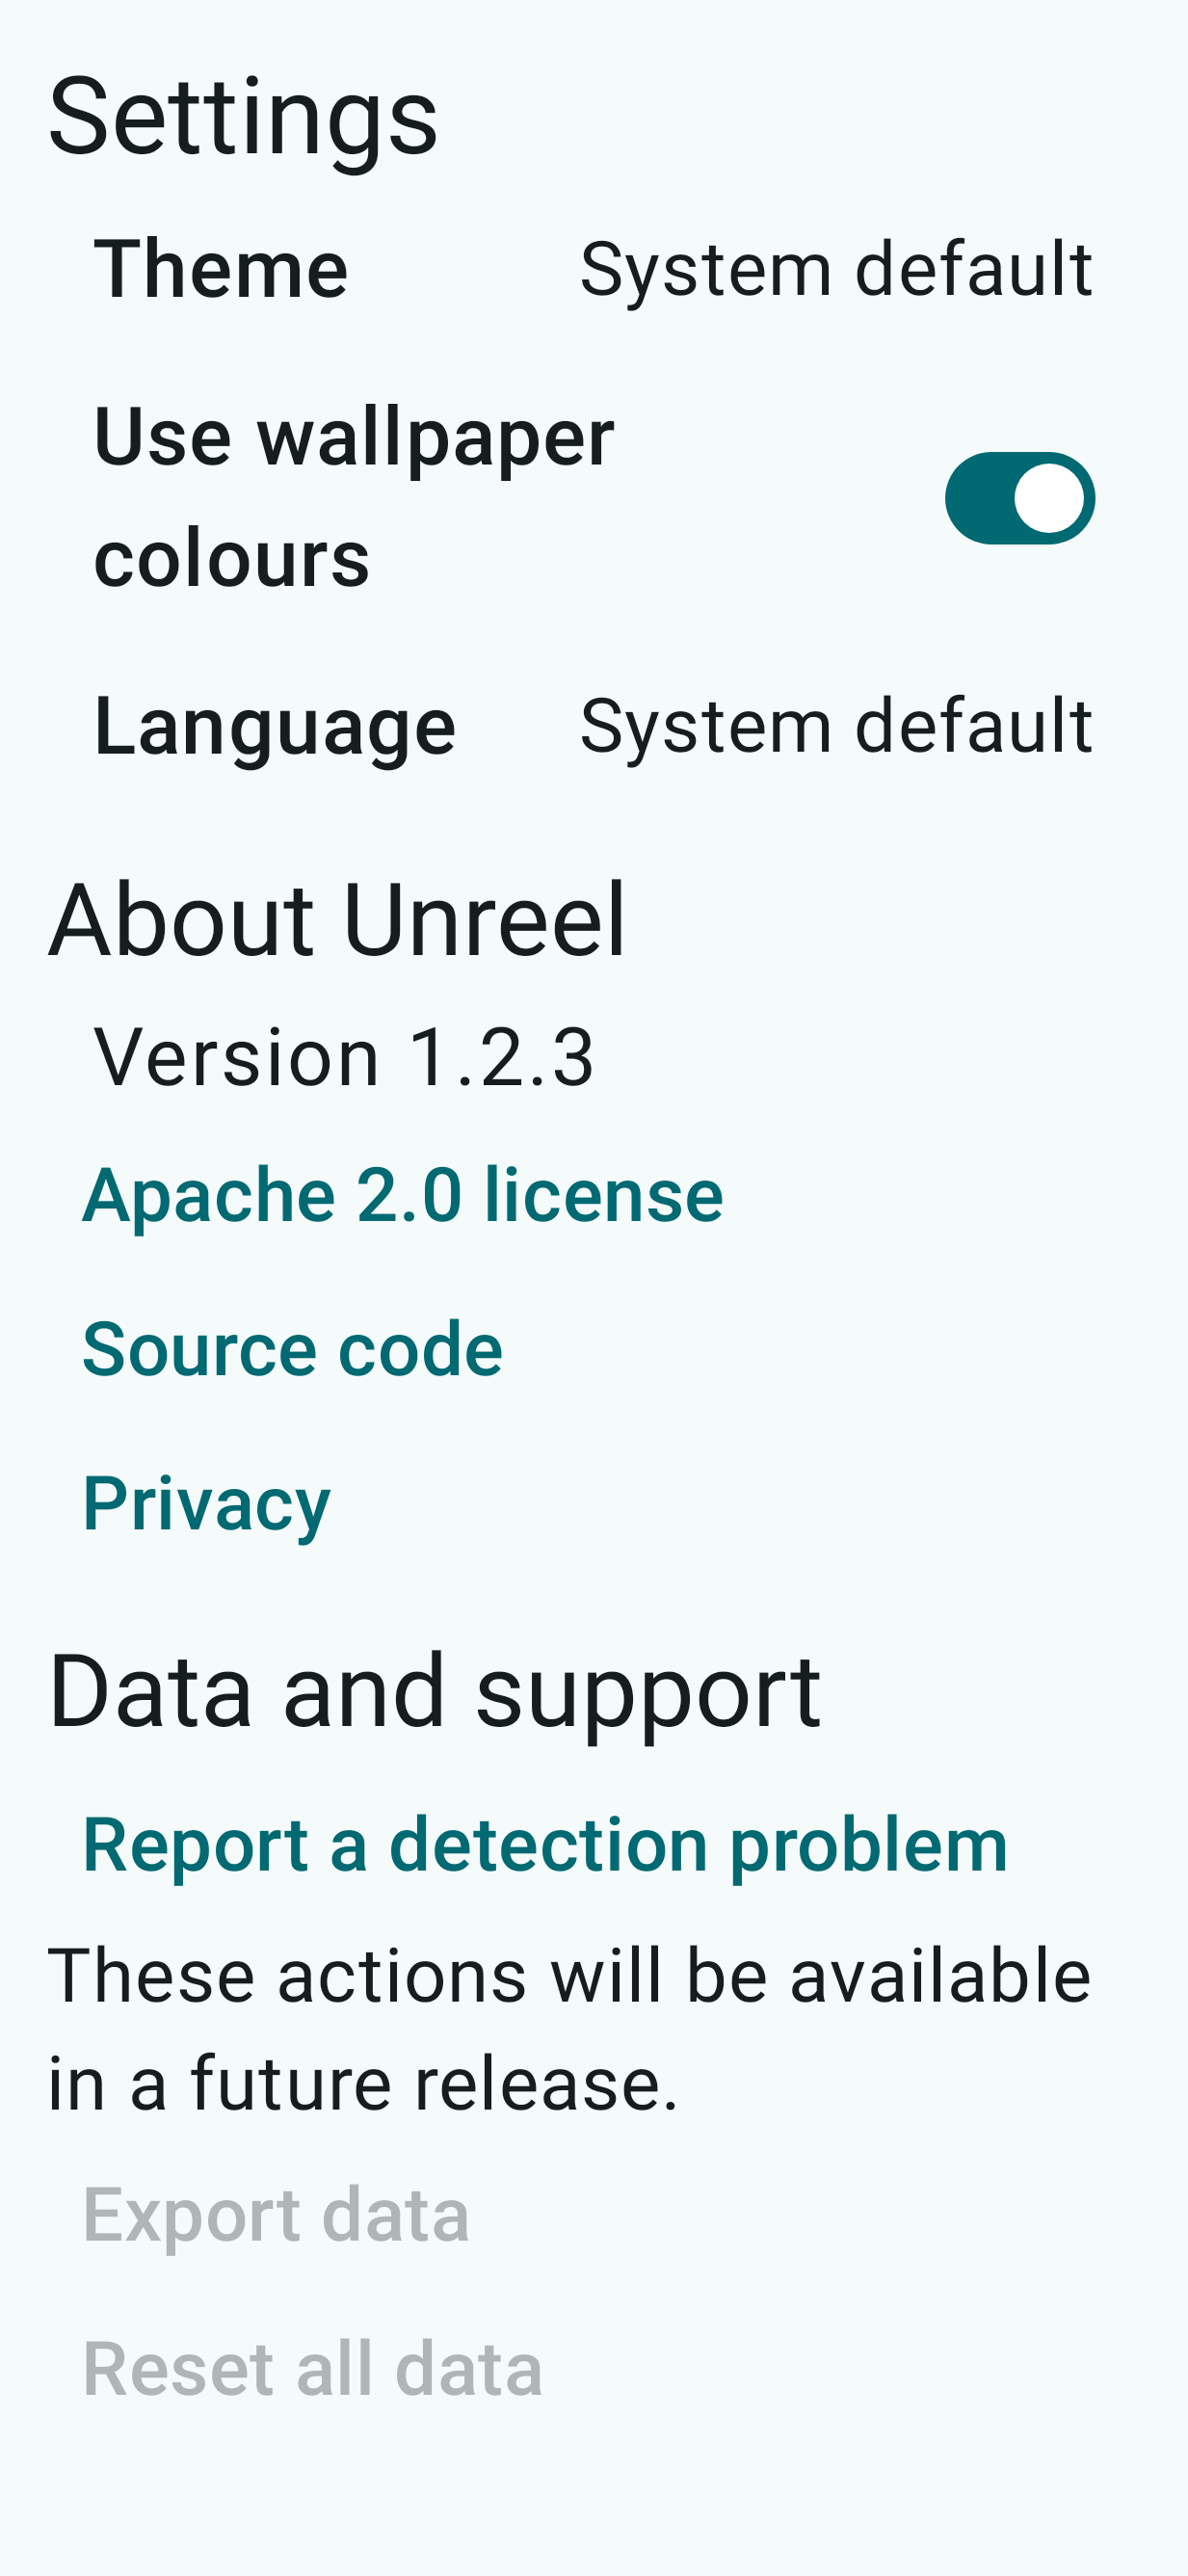 Settings
Theme System default
Use wallpaper
colours
Language System default
About Unreel
Version 1.2.3
Apache 2.0 license
Source code
Privacy
Data and support
Report a detection problem
These actions will be available
in a future release.
Export data
Reset all data